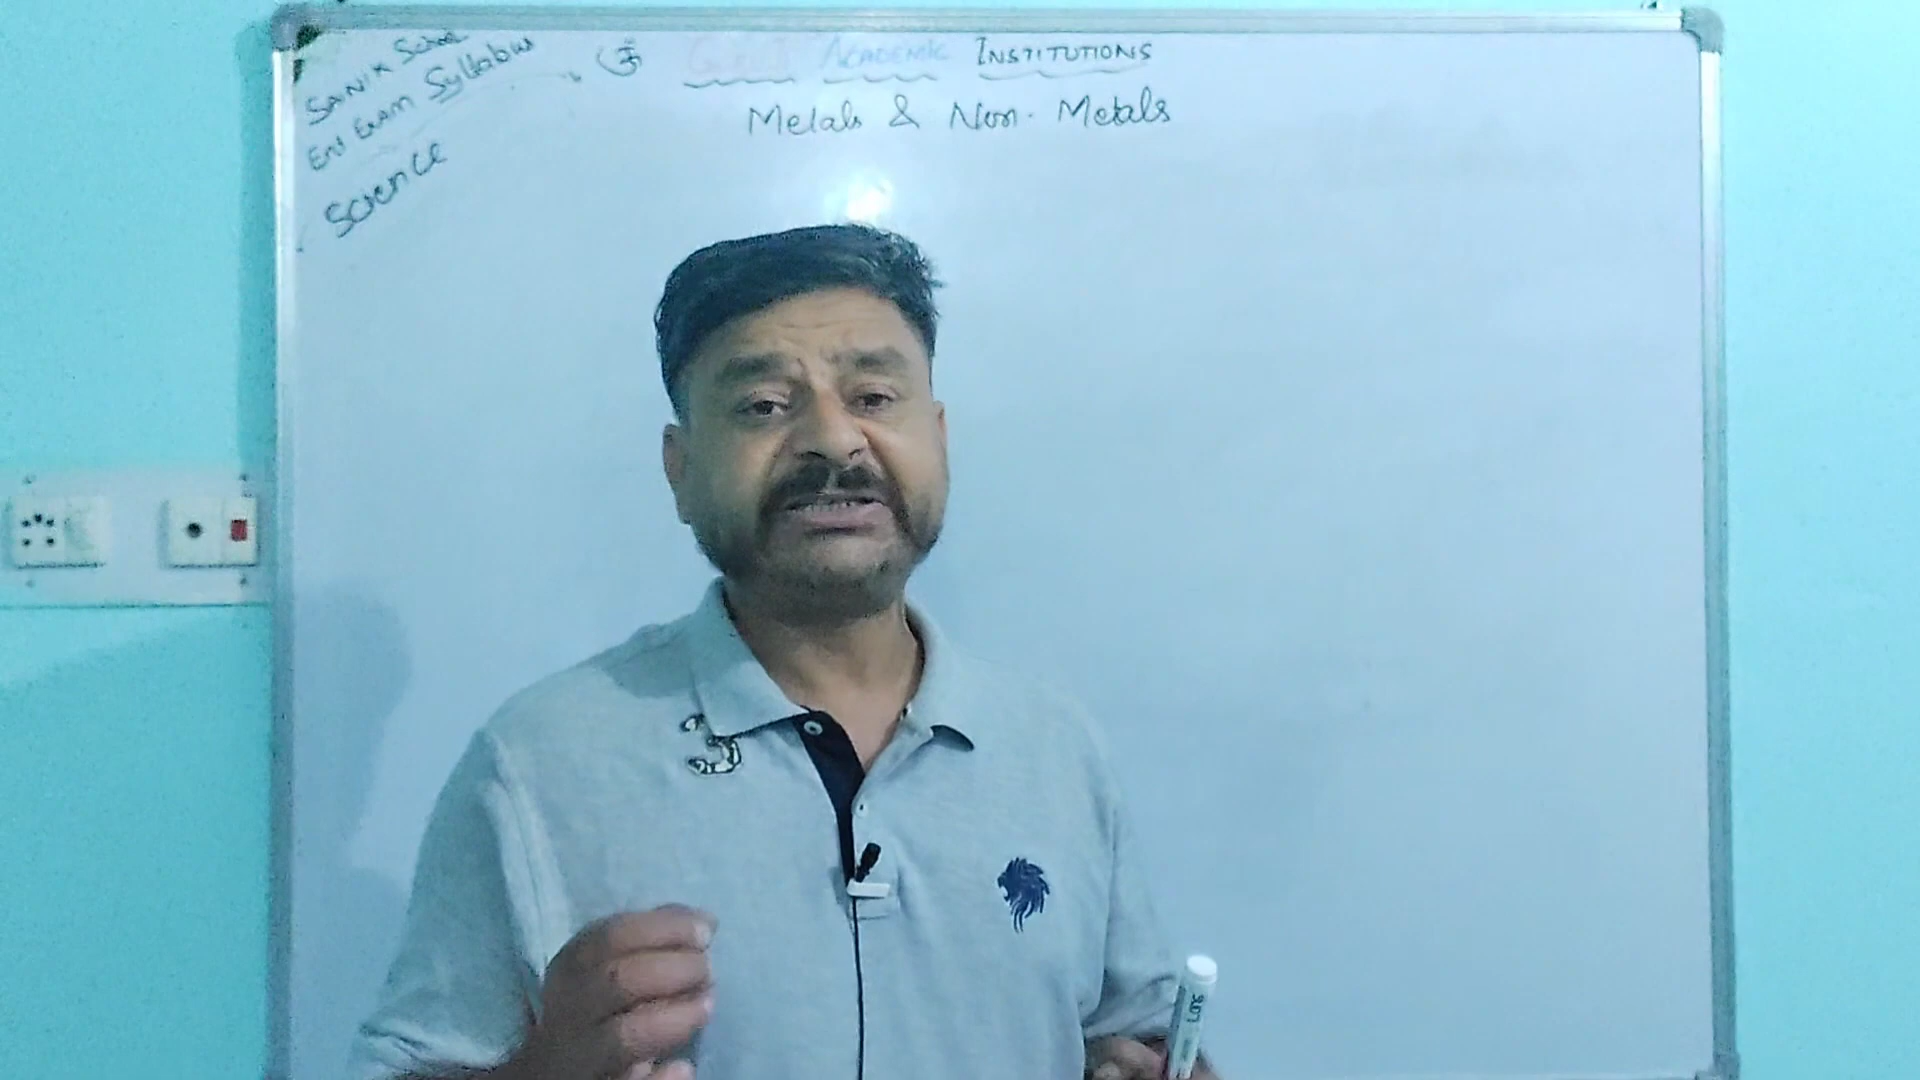 SAINIK School
Ent Exam Syllabus
Science
ॐ ACADEMIC INSTITUTIONS
Metals & Non-Metals